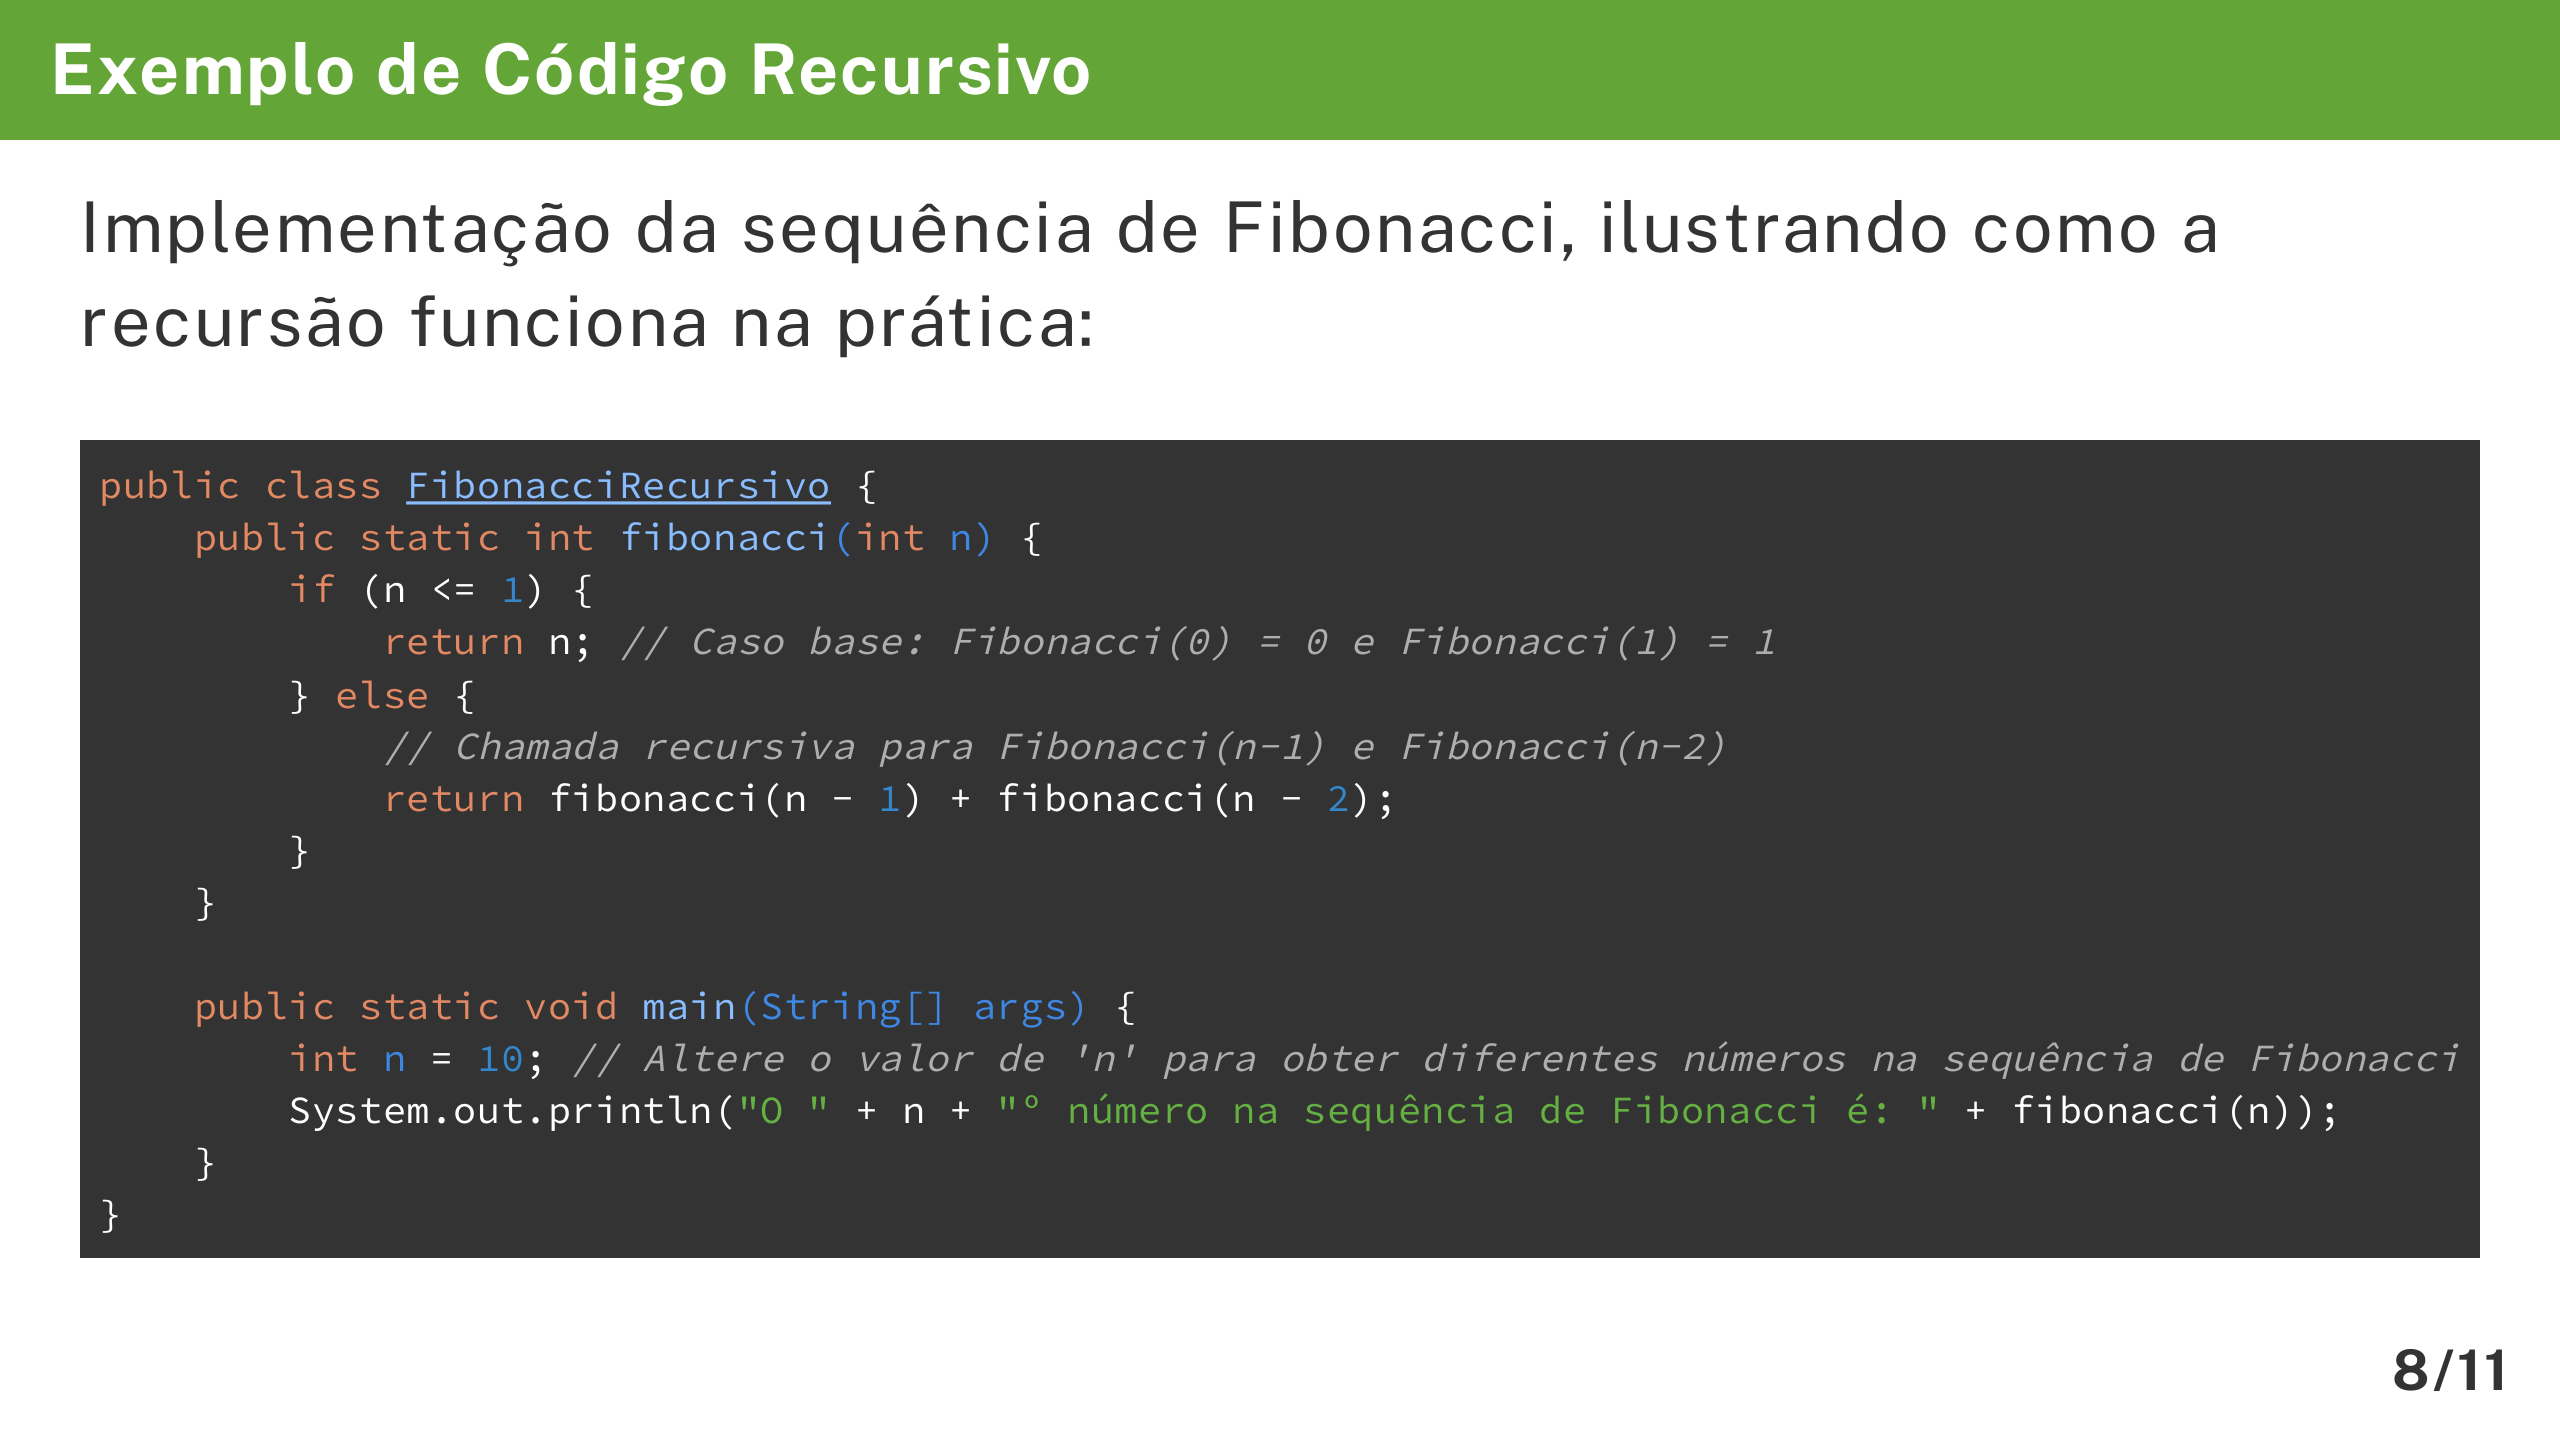 Exemplo de Código Recursivo
Implementação da sequência de Fibonacci, ilustrando como a
recursão funciona na prática:
public class FibonacciRecursivo {
    public static int fibonacci(int n) {
        if (n <= 1) {
            return n; // Caso base: Fibonacci(0) = 0 e Fibonacci(1) = 1
        } else {
            // Chamada recursiva para Fibonacci(n-1) e Fibonacci(n-2)
            return fibonacci(n - 1) + fibonacci(n - 2);
        }
    }

    public static void main(String[] args) {
        int n = 10; // Altere o valor de 'n' para obter diferentes números na sequência de Fibonacci
        System.out.println("O " + n + "º número na sequência de Fibonacci é: " + fibonacci(n));
    }
}
8/11